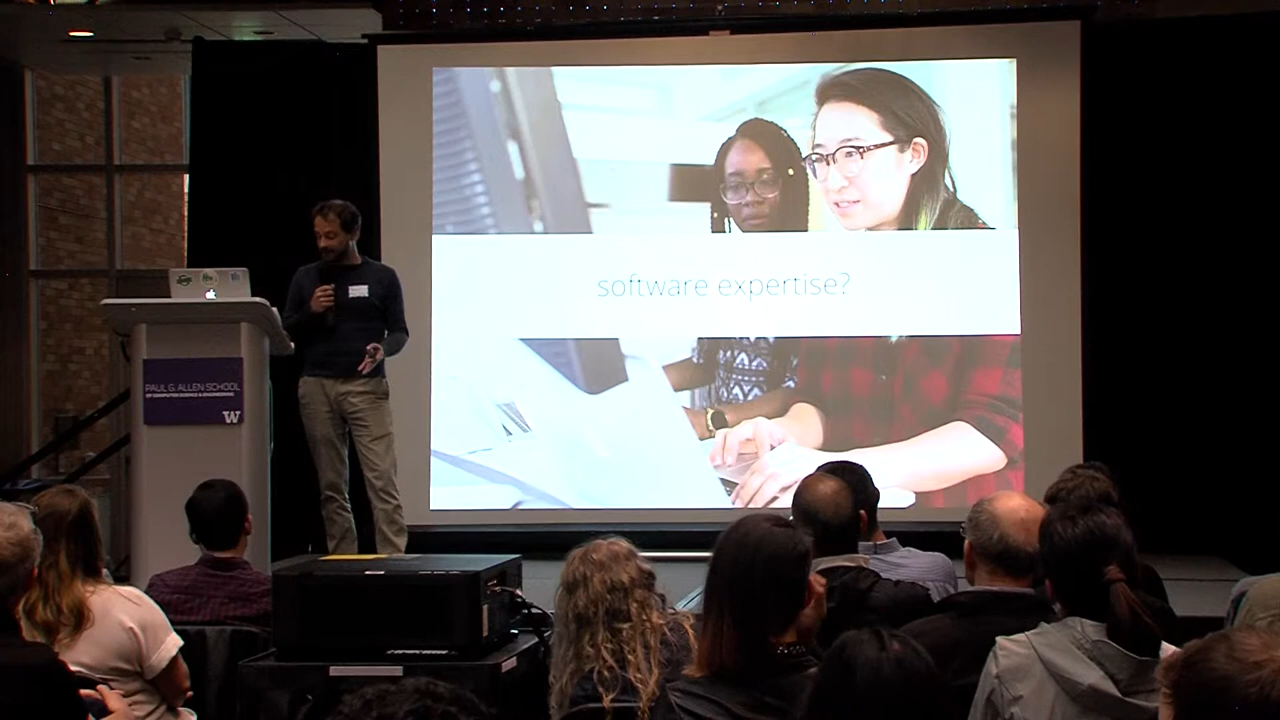 software expertise?
PAUL G. ALLEN SCHOOL
OF COMPUTER SCIENCE & ENGINEERING
W